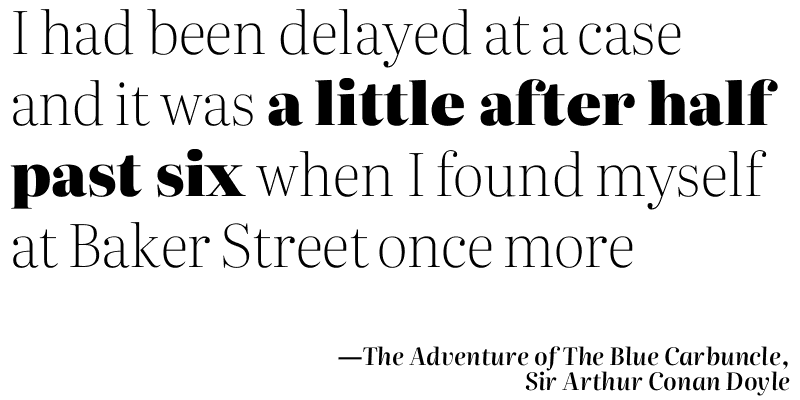 I had been delayed at a case
and it was a little after half
past six when I found myself
at Baker Street once more
—The Adventure of The Blue Carbuncle,
Sir Arthur Conan Doyle